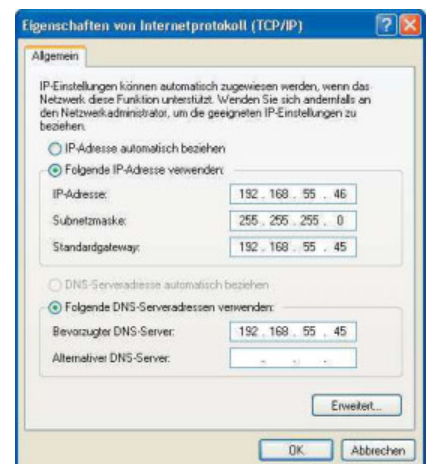 Eigenschaften von Internetprotokoll (TCP/IP)
Allgemein
IP-Einstellungen können automatisch zugewiesen werden, wenn das
Netzwerk diese Funktion unterstützt. Wenden Sie sich andernfalls an
den Netzwerkadministrator, um die geeigneten IP-Einstellungen zu
beziehen.
IP-Adresse automatisch beziehen
Folgende IP-Adresse verwenden:
IP-Adresse: 192 . 168 . 55 . 46
Subnetzmaske: 255 . 255 . 255 . 0
Standardgateway: 192 . 168 . 55 . 45
DNS-Serveradresse automatisch beziehen
Folgende DNS-Serveradressen verwenden:
Bevorzugter DNS-Server: 192 . 168 . 55 . 45
Alternativer DNS-Server: . . .
Erweitert...
OK Abbrechen